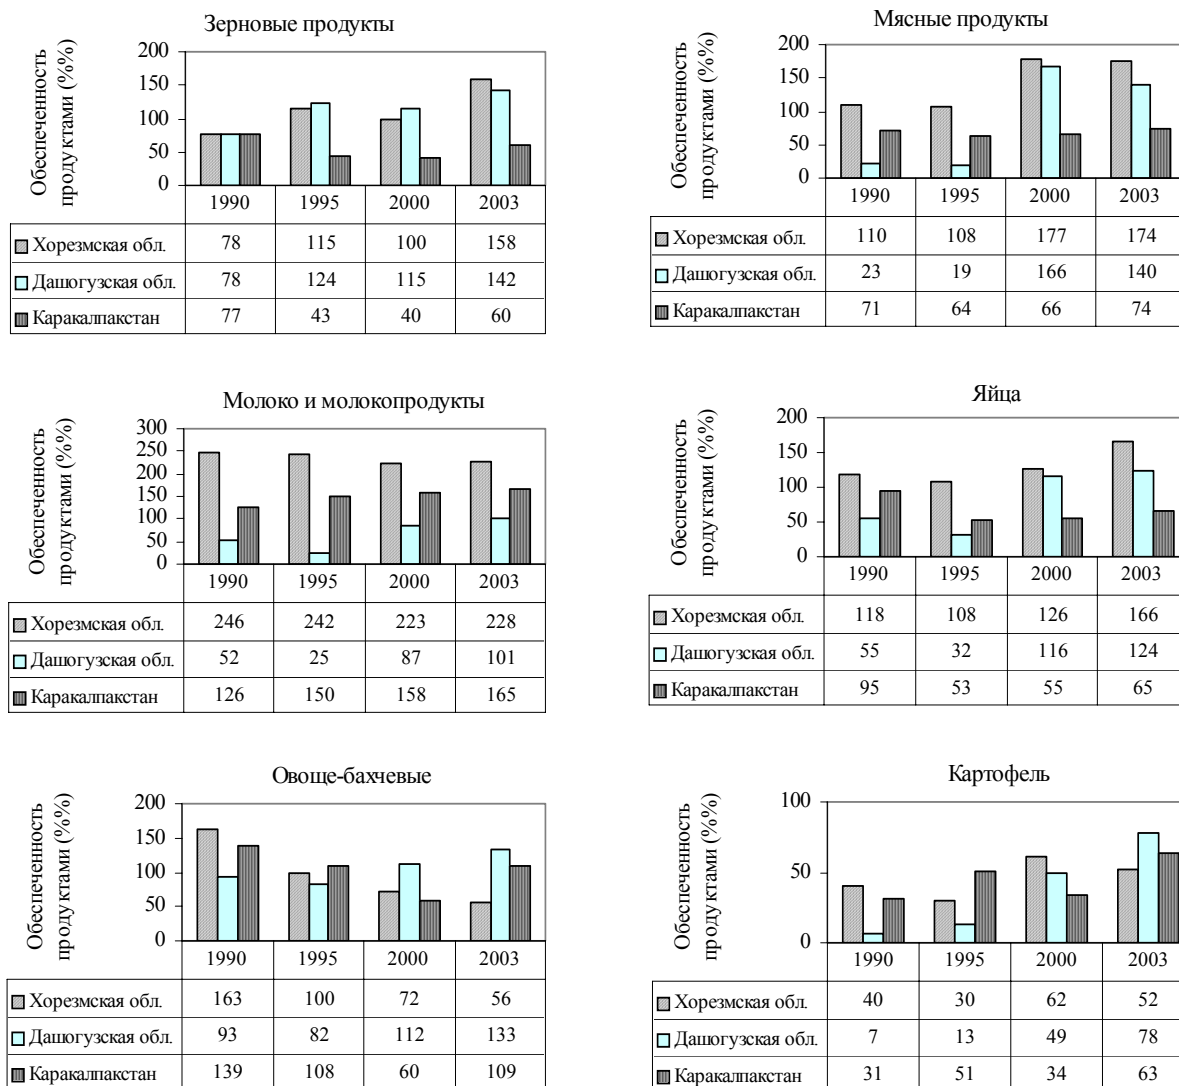 Зерновые продукты
Обеспеченность
продуктами (%%)
200
150
100
50
0
1990 1995 2000 2003
Хорезмская обл. 78 115 100 158
Дашогузская обл. 78 124 115 142
Каракалпакстан 77 43 40 60
Мясные продукты
Обеспеченность
продуктами (%%)
200
150
100
50
0
1990 1995 2000 2003
Хорезмская обл. 110 108 177 174
Дашогузская обл. 23 19 166 140
Каракалпакстан 71 64 66 74
Молоко и молокопродукты
Обеспеченность
продуктами (%%)
300
250
200
150
100
50
0
1990 1995 2000 2003
Хорезмская обл. 246 242 223 228
Дашогузская обл. 52 25 87 101
Каракалпакстан 126 150 158 165
Яйца
Обеспеченность
продуктами (%%)
200
150
100
50
0
1990 1995 2000 2003
Хорезмская обл. 118 108 126 166
Дашогузская обл. 55 32 116 124
Каракалпакстан 95 53 55 65
Овоще-бахчевые
Обеспеченность
продуктами (%%)
200
150
100
50
0
1990 1995 2000 2003
Хорезмская обл. 163 100 72 56
Дашогузская обл. 93 82 112 133
Каракалпакстан 139 108 60 109
Картофель
Обеспеченность
продуктами (%%)
100
50
0
1990 1995 2000 2003
Хорезмская обл. 40 30 62 52
Дашогузская обл. 7 13 49 78
Каракалпакстан 31 51 34 63